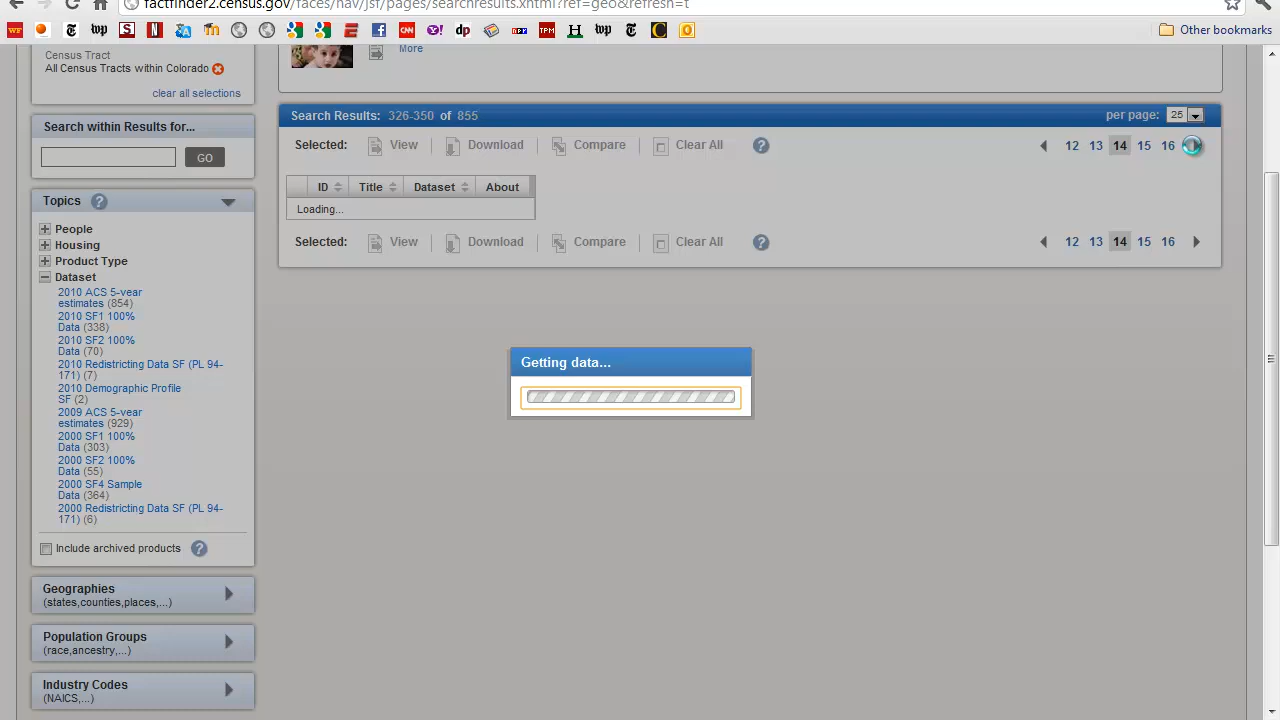 factfinder2.census.gov/faces/nav/jsf/pages/searchresults.xhtml?ref=geo&refresh=t
WF T wp S N m E f CNN Y! dp npr TPM H wp T C O Other bookmarks
Census Tract
All Census Tracts within Colorado
clear all selections
More
Search Results: 326-350 of 855
per page: 25
Search within Results for...
GO
Selected: View | Download | Compare | Clear All ?
12 13 14 15 16
ID Title Dataset About
Loading...
Selected: View | Download | Compare | Clear All ?
12 13 14 15 16
Topics ?
People
Housing
Product Type
Dataset
2010 ACS 5-year
estimates (854)
2010 SF1 100%
Data (338)
2010 SF2 100%
Data (70)
2010 Redistricting Data SF (PL 94-
171) (7)
2010 Demographic Profile
SF (2)
2009 ACS 5-year
estimates (929)
2000 SF1 100%
Data (303)
2000 SF2 100%
Data (55)
2000 SF4 Sample
Data (364)
2000 Redistricting Data SF (PL 94-
171) (6)
Include archived products ?
Geographies
(states,counties,places,...)
Population Groups
(race,ancestry,...)
Industry Codes
(NAICS,...)
Getting data...